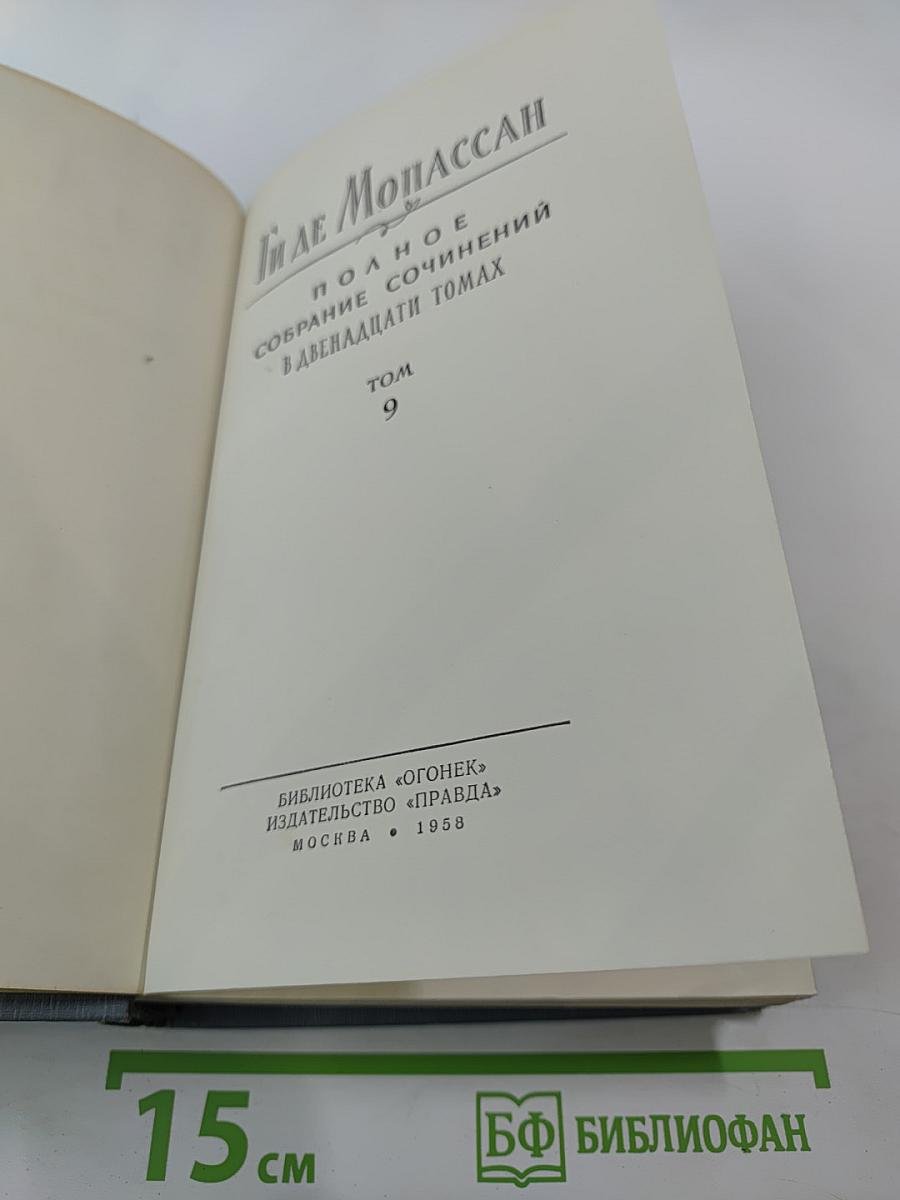 Ги де Мопассан
ПОЛНОЕ
СОБРАНИЕ СОЧИНЕНИЙ
В ДВЕНАДЦАТИ ТОМАХ
ТОМ
9
БИБЛИОТЕКА «ОГОНЕК»
ИЗДАТЕЛЬСТВО «ПРАВДА»
МОСКВА • 1958
15 см
БФ БИБЛИОФАН